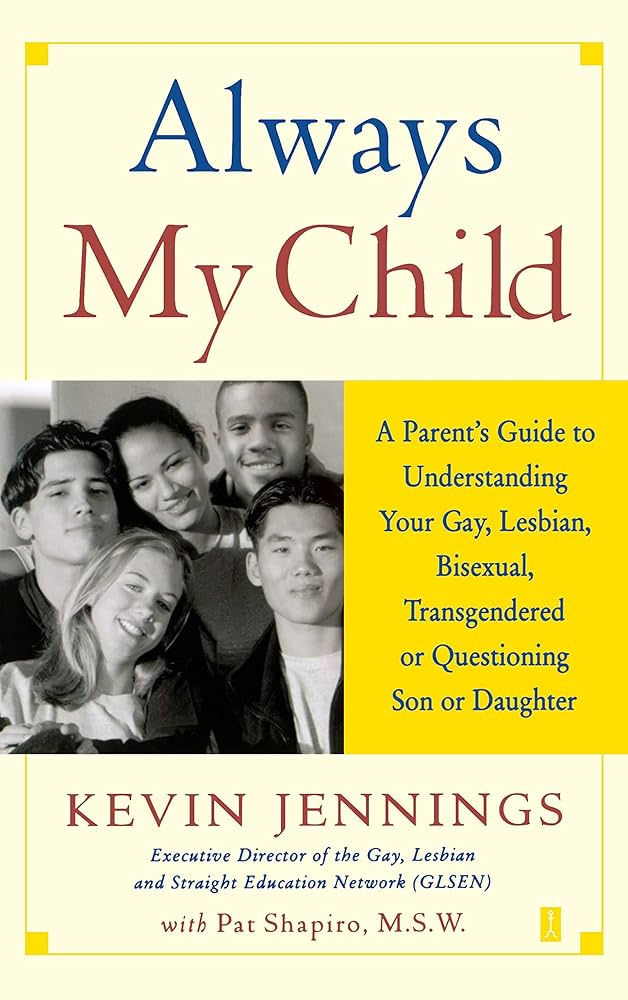 Always
My Child
A Parent's Guide to
Understanding
Your Gay, Lesbian,
Bisexual,
Transgendered
or Questioning
Son or Daughter
KEVIN JENNINGS
Executive Director of the Gay, Lesbian
and Straight Education Network (GLSEN)
with Pat Shapiro, M.S.W.